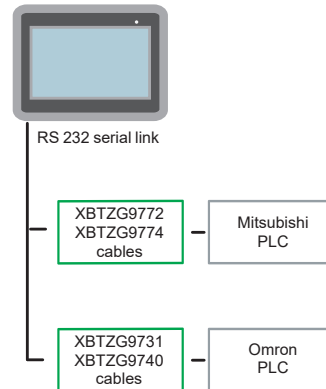 RS 232 serial link
XBTZG9772
XBTZG9774
cables
Mitsubishi
PLC
XBTZG9731
XBTZG9740
cables
Omron
PLC